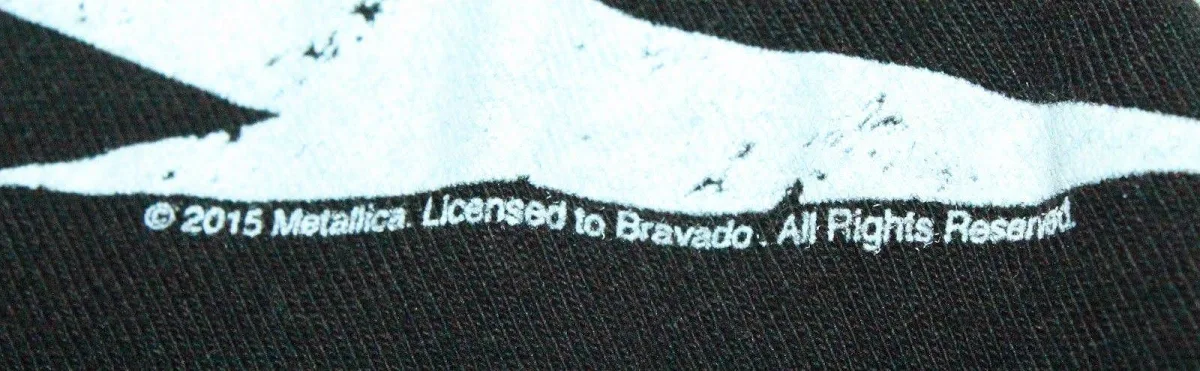 © 2015 Metallica. Licensed to Bravado. All Rights Reserved.